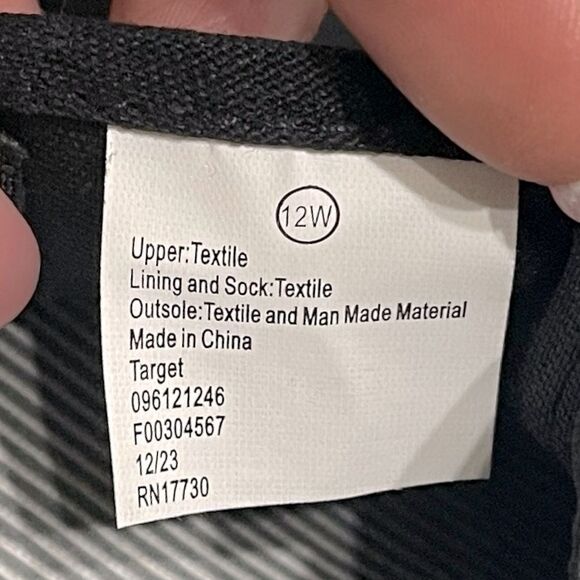 12W
Upper:Textile
Lining and Sock:Textile
Outsole:Textile and Man Made Material
Made in China
Target
096121246
F00304567
12/23
RN17730